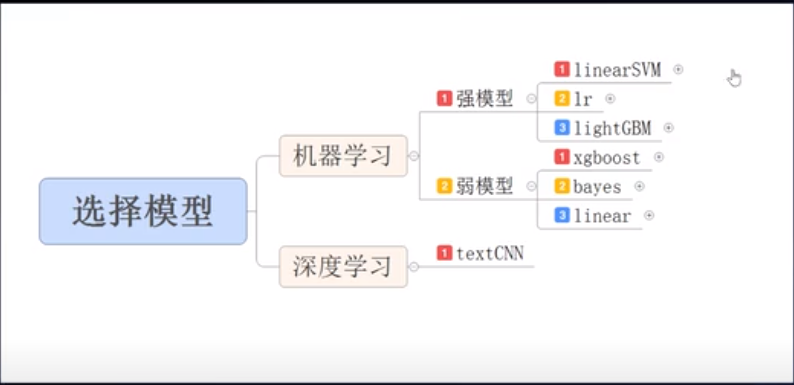 选择模型
机器学习
1 强模型
1 linearSVM
2 lr
3 lightGBM
2 弱模型
1 xgboost
2 bayes
3 linear
深度学习
1 textCNN